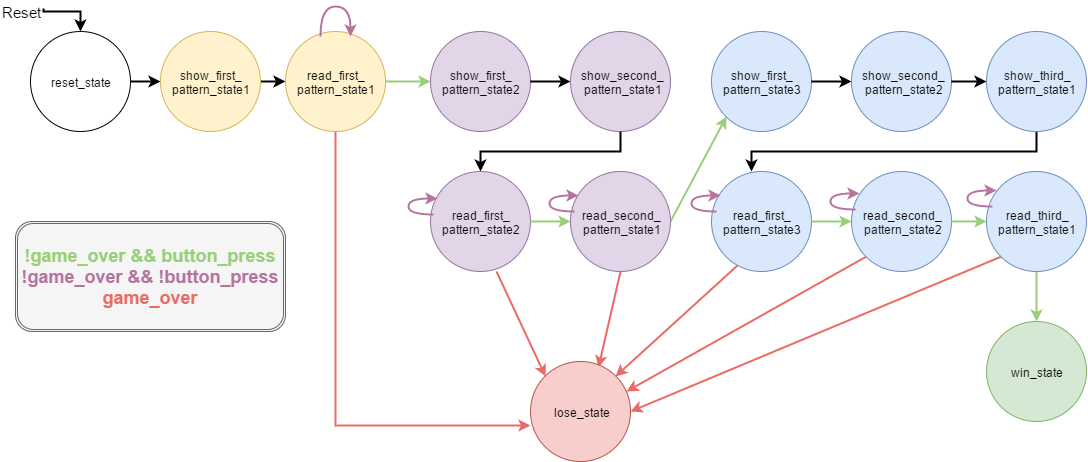 Reset
reset_state
show_first_
pattern_state1
read_first_
pattern_state1
show_first_
pattern_state2
show_second_
pattern_state1
show_first_
pattern_state3
show_second_
pattern_state2
show_third_
pattern_state1
read_first_
pattern_state2
read_second_
pattern_state1
read_first_
pattern_state3
read_second_
pattern_state2
read_third_
pattern_state1
!game_over && button_press
!game_over && !button_press
game_over
lose_state
win_state